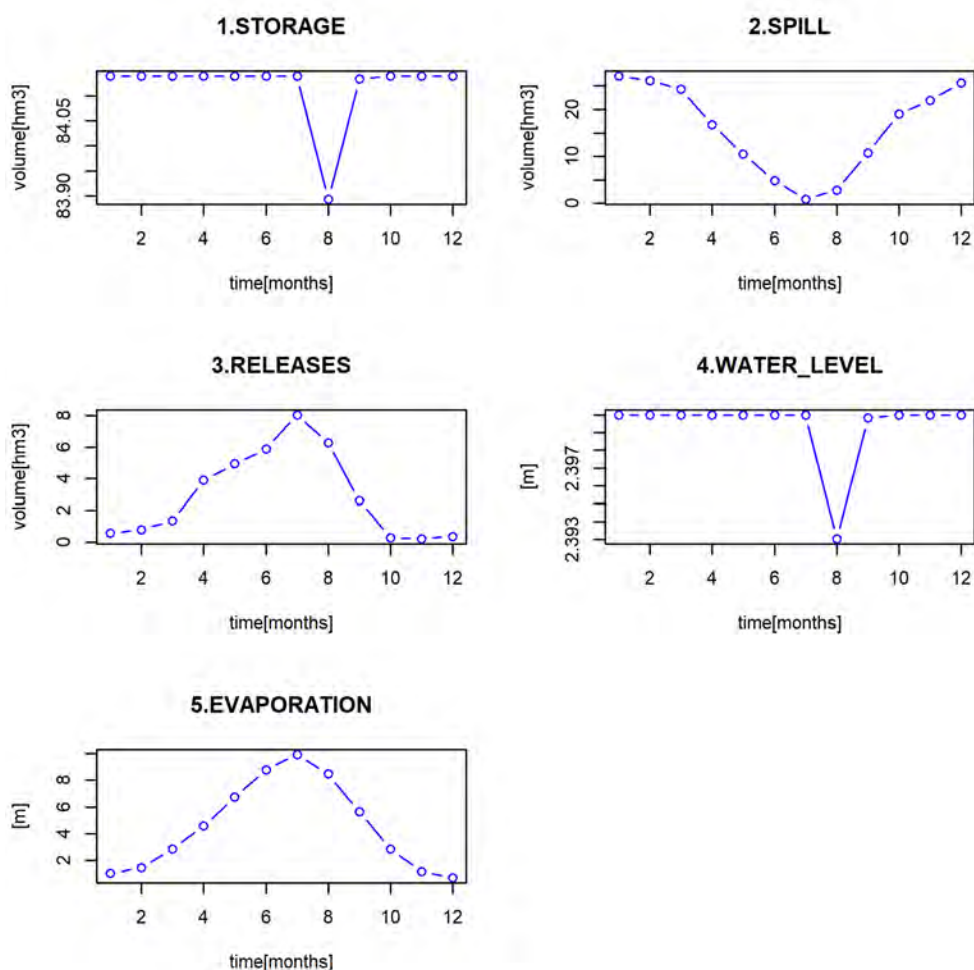 1.STORAGE
volume[hm3]
83.90 84.05
2 4 6 8 10 12
time[months]
2.SPILL
volume[hm3]
0 10 20
2 4 6 8 10 12
time[months]
3.RELEASES
volume[hm3]
0 2 4 6 8
2 4 6 8 10 12
time[months]
4.WATER_LEVEL
[m]
2.393 2.397
2 4 6 8 10 12
time[months]
5.EVAPORATION
[m]
2 4 6 8
2 4 6 8 10 12
time[months]